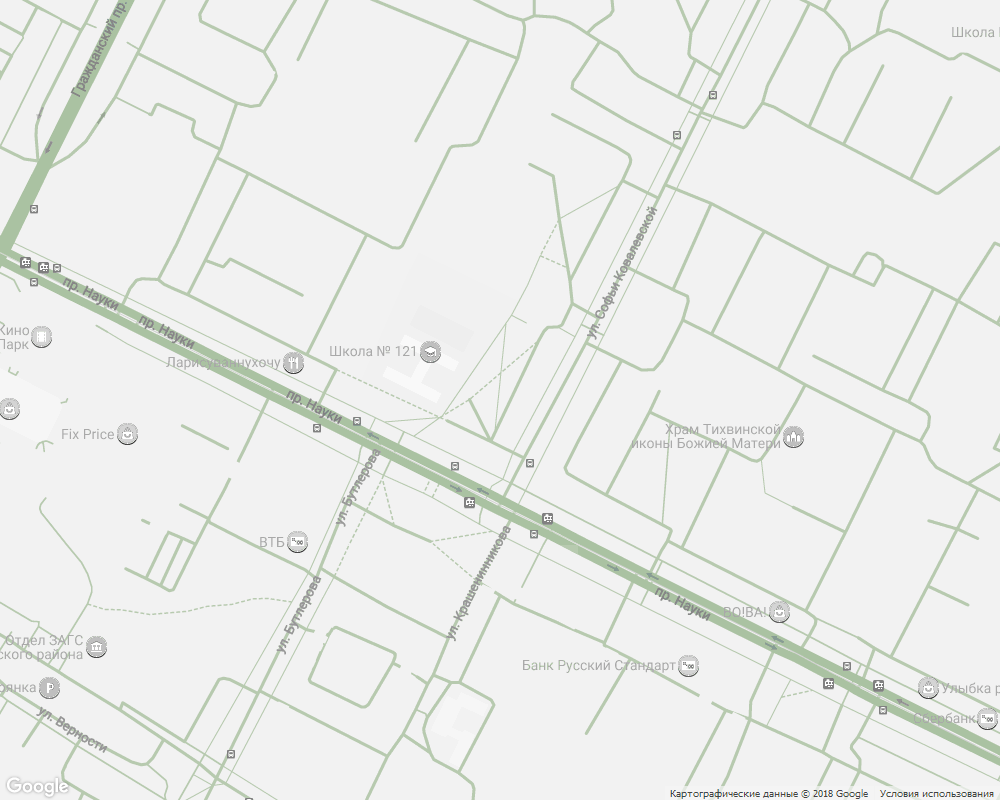 Гражданский пр.
Школа
ул. Софьи Ковалевской
пр. Науки
пр. Науки
Кино
Парк
Школа № 121
Ларисуваннухочу
пр. Науки
Fix Price
Храм Тихвинской
иконы Божией Матери
ул. Бутлерова
ВТБ
ул. Крашенинникова
ул. Бутлерова
пр. Науки
BO!BA!
Отдел ЗАГС
ского района
Банк Русский Стандарт
Улыбка р
Сбербанк
ул. Верности
Google
Картографические данные © 2018 Google
Условия использования